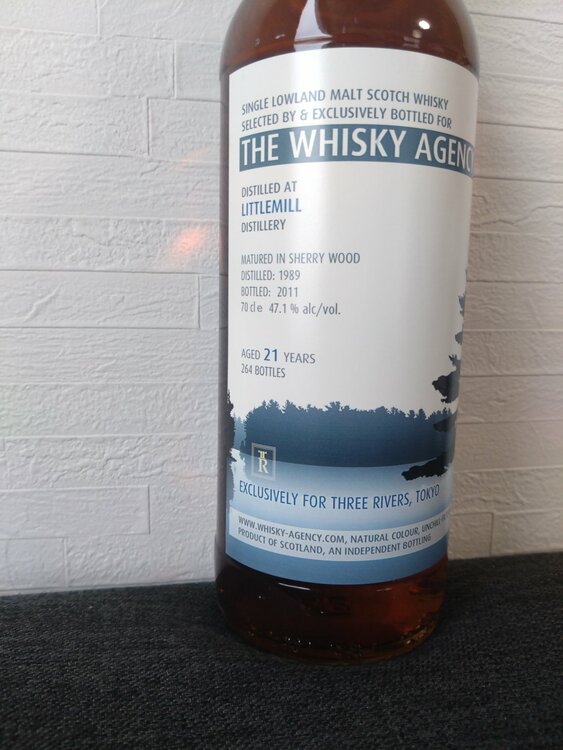 SINGLE LOWLAND MALT SCOTCH WHISKY
SELECTED BY & EXCLUSIVELY BOTTLED FOR
THE WHISKY AGENC
DISTILLED AT
LITTLEMILL
DISTILLERY
MATURED IN SHERRY WOOD
DISTILLED: 1989
BOTTLED: 2011
70 cl e 47.1 % alc/vol.
AGED 21 YEARS
264 BOTTLES
TR
EXCLUSIVELY FOR THREE RIVERS, TOKYO
WWW.WHISKY-AGENCY.COM, NATURAL COLOUR,
PRODUCT OF SCOTLAND, AN INDEPENDENT BOTTLING